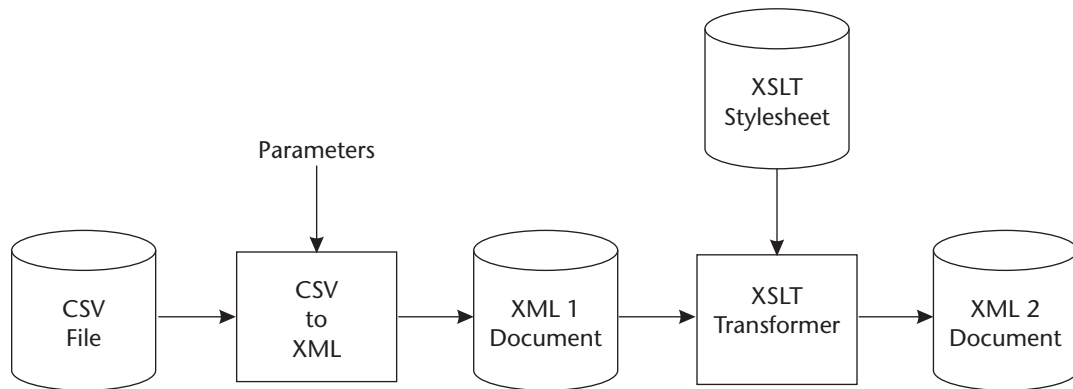 XSLT
Stylesheet
Parameters
CSV
File
CSV
to
XML
XML 1
Document
XSLT
Transformer
XML 2
Document